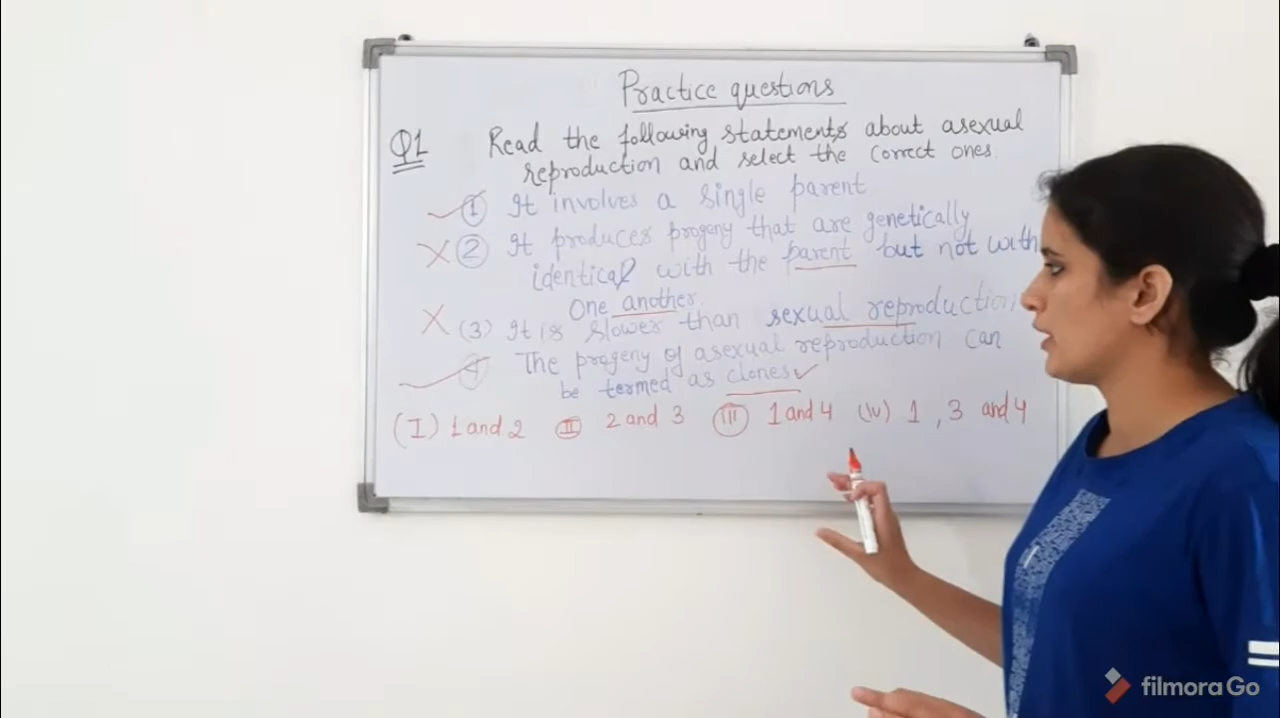 Practice questions
Q1 Read the following statements about asexual
reproduction and select the correct ones.
① It involves a single parent
② It produces progeny that are genetically
identical with the parent but not with
One another.
(3) It is slower than sexual reproduction
④ The progeny of asexual reproduction can
be termed as clones
(I) 1 and 2 II 2 and 3 III 1 and 4 (iv) 1, 3 and 4
filmora Go